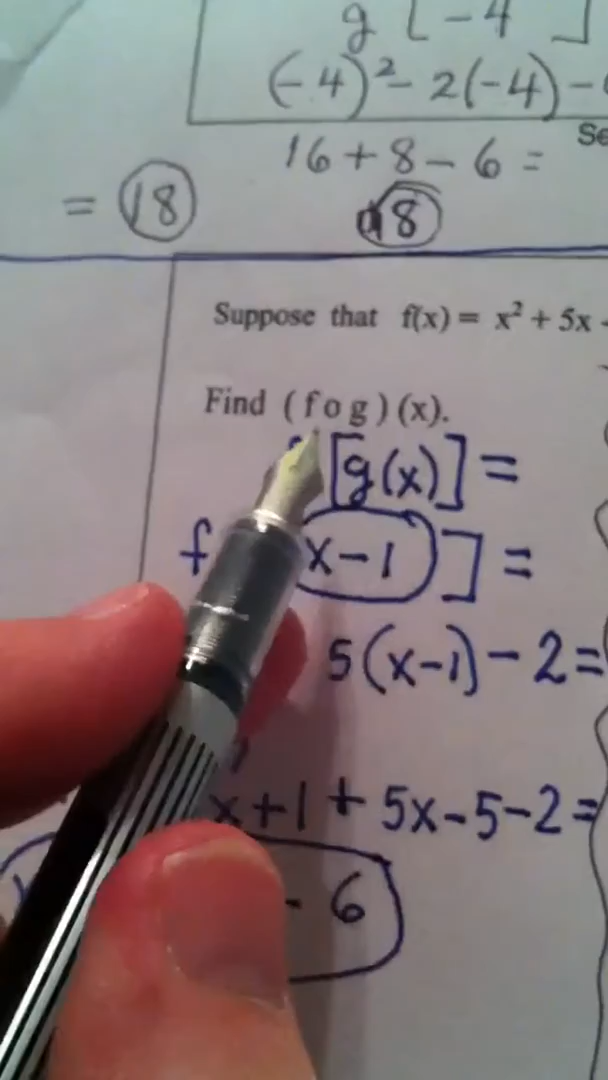 g [ -4 ]
(-4)² - 2(-4) -
16 + 8 - 6 =
= 18
18
Suppose that f(x) = x² + 5x -
Find (f o g)(x).
[g(x)] =
f x-1 ] =
5(x-1) - 2 =
x + 1 + 5x - 5 - 2 =
- 6